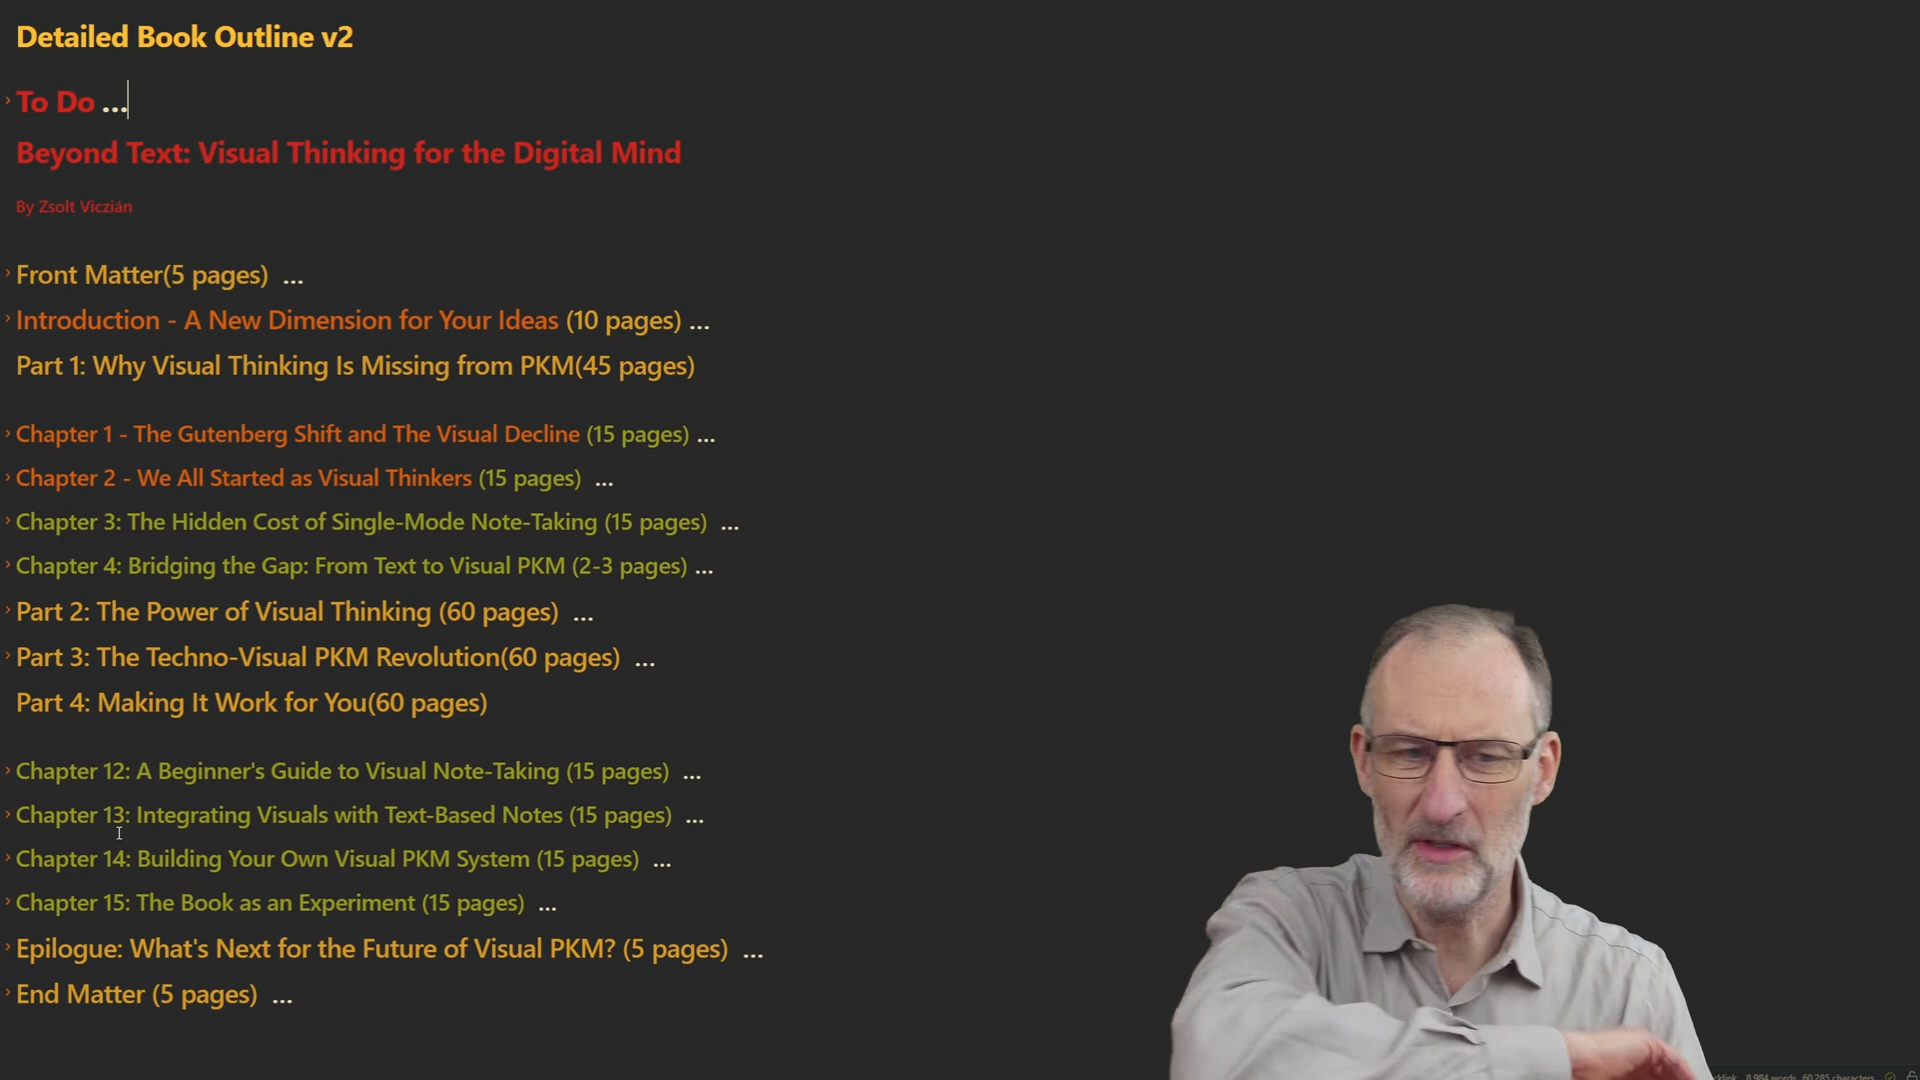 Detailed Book Outline v2
To Do ...
Beyond Text: Visual Thinking for the Digital Mind
By Zsolt Viczián
Front Matter(5 pages) ...
Introduction - A New Dimension for Your Ideas (10 pages) ...
Part 1: Why Visual Thinking Is Missing from PKM(45 pages)
Chapter 1 - The Gutenberg Shift and The Visual Decline (15 pages) ...
Chapter 2 - We All Started as Visual Thinkers (15 pages) ...
Chapter 3: The Hidden Cost of Single-Mode Note-Taking (15 pages) ...
Chapter 4: Bridging the Gap: From Text to Visual PKM (2-3 pages) ...
Part 2: The Power of Visual Thinking (60 pages) ...
Part 3: The Techno-Visual PKM Revolution(60 pages) ...
Part 4: Making It Work for You(60 pages)
Chapter 12: A Beginner's Guide to Visual Note-Taking (15 pages) ...
Chapter 13: Integrating Visuals with Text-Based Notes (15 pages) ...
Chapter 14: Building Your Own Visual PKM System (15 pages) ...
Chapter 15: The Book as an Experiment (15 pages) ...
Epilogue: What's Next for the Future of Visual PKM? (5 pages) ...
End Matter (5 pages) ...
8,984 words 60,285 characters